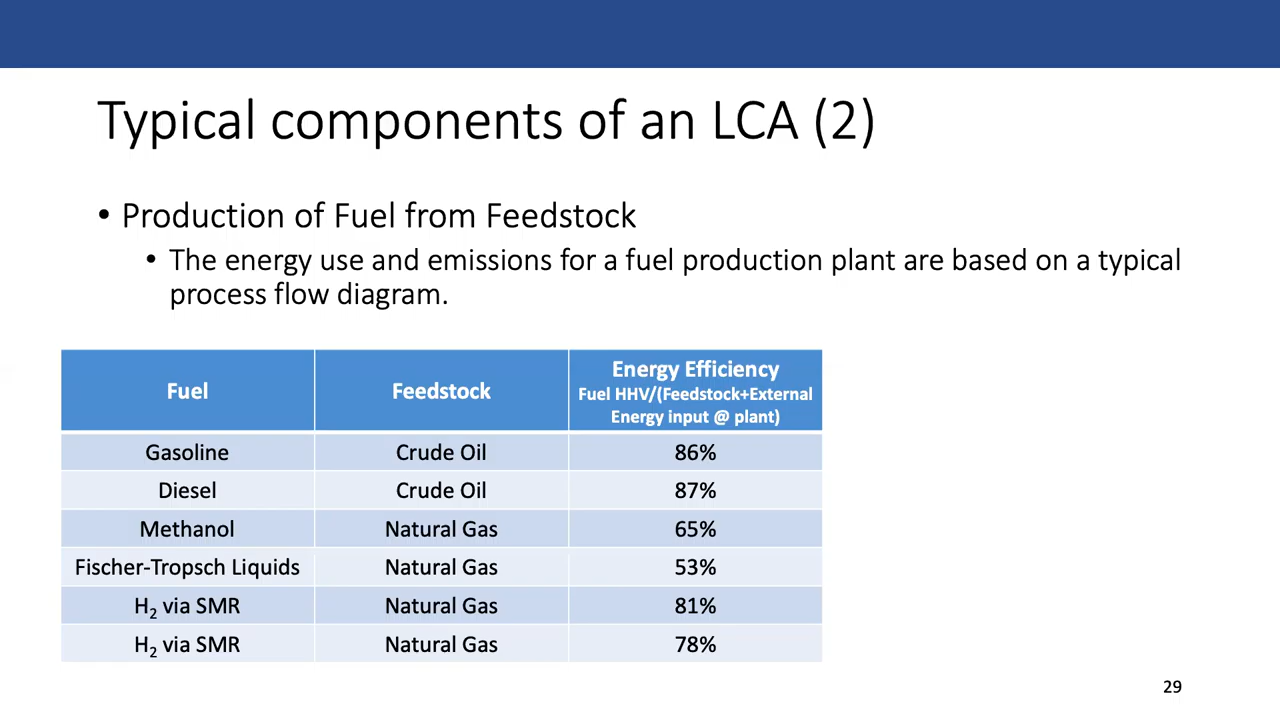 Typical components of an LCA (2)
• Production of Fuel from Feedstock
• The energy use and emissions for a fuel production plant are based on a typical
process flow diagram.
Fuel Feedstock Energy Efficiency
Fuel HHV/(Feedstock+External
Energy input @ plant)
Gasoline Crude Oil 86%
Diesel Crude Oil 87%
Methanol Natural Gas 65%
Fischer-Tropsch Liquids Natural Gas 53%
H₂ via SMR Natural Gas 81%
H₂ via SMR Natural Gas 78%
29